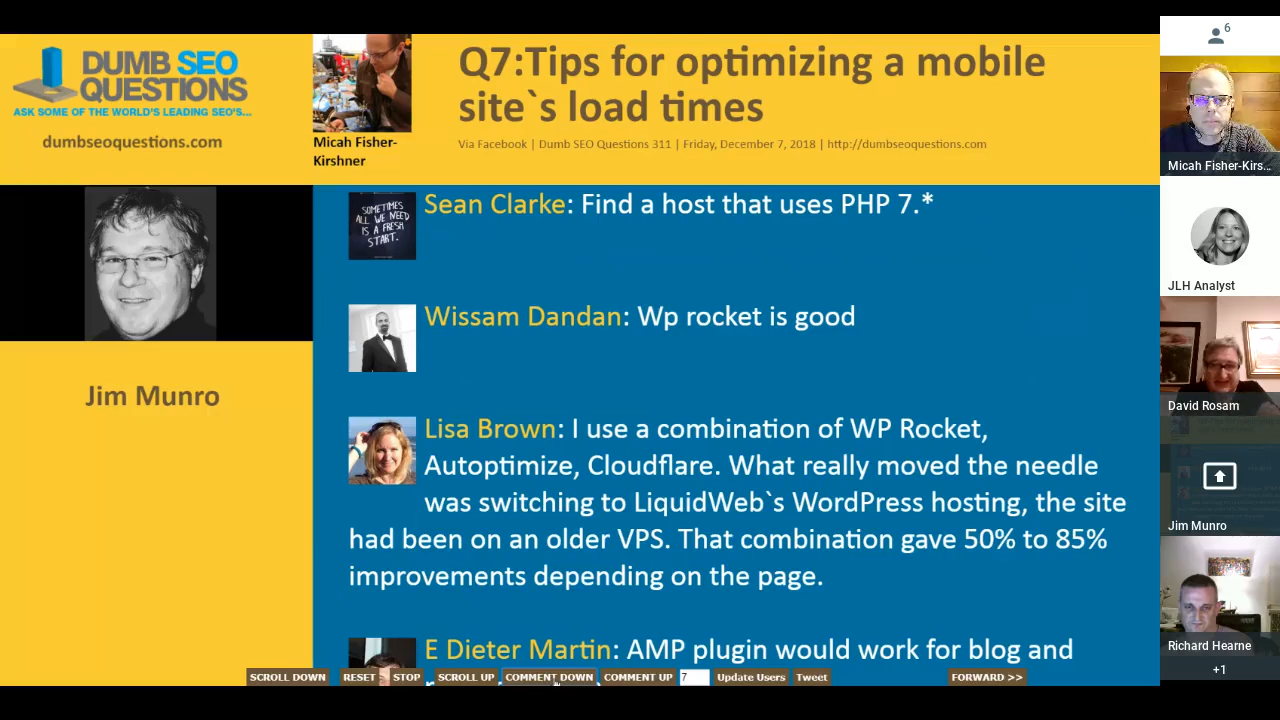 DUMB SEO
QUESTIONS
ASK SOME OF THE WORLD'S LEADING SEO'S...
dumbseoquestions.com
Micah Fisher-
Kirshner
Q7:Tips for optimizing a mobile
site`s load times
Via Facebook | Dumb SEO Questions 311 | Friday, December 7, 2018 | http://dumbseoquestions.com
Jim Munro
SOMETIMES
ALL WE NEED
IS A FRESH
START.
Sean Clarke: Find a host that uses PHP 7.*
Wissam Dandan: Wp rocket is good
Lisa Brown: I use a combination of WP Rocket,
Autoptimize, Cloudflare. What really moved the needle
was switching to LiquidWeb`s WordPress hosting, the site
had been on an older VPS. That combination gave 50% to 85%
improvements depending on the page.
E Dieter Martin: AMP plugin would work for blog and
SCROLL DOWN RESET STOP SCROLL UP COMMENT DOWN COMMENT UP 7 Update Users Tweet FORWARD >>
6
Micah Fisher-Kirs...
JLH Analyst
David Rosam
Jim Munro
Richard Hearne
+1